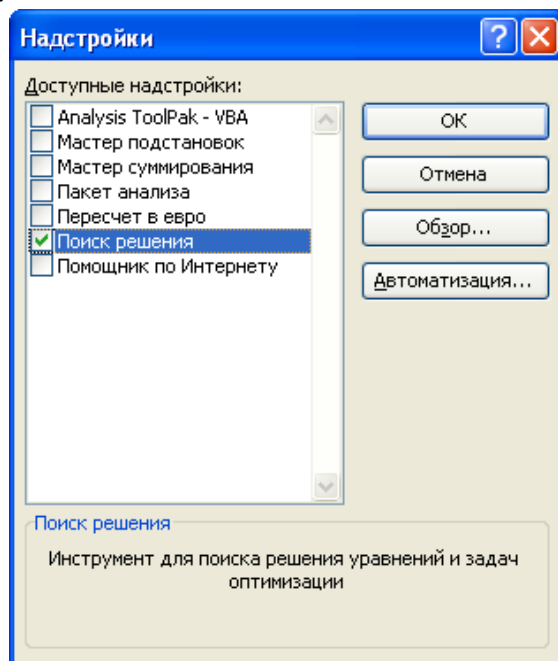 Надстройки
Доступные надстройки:
Analysis ToolPak - VBA
Мастер подстановок
Мастер суммирования
Пакет анализа
Пересчет в евро
Поиск решения
Помощник по Интернету
ОК
Отмена
Обзор...
Автоматизация...
Поиск решения
Инструмент для поиска решения уравнений и задач
оптимизации